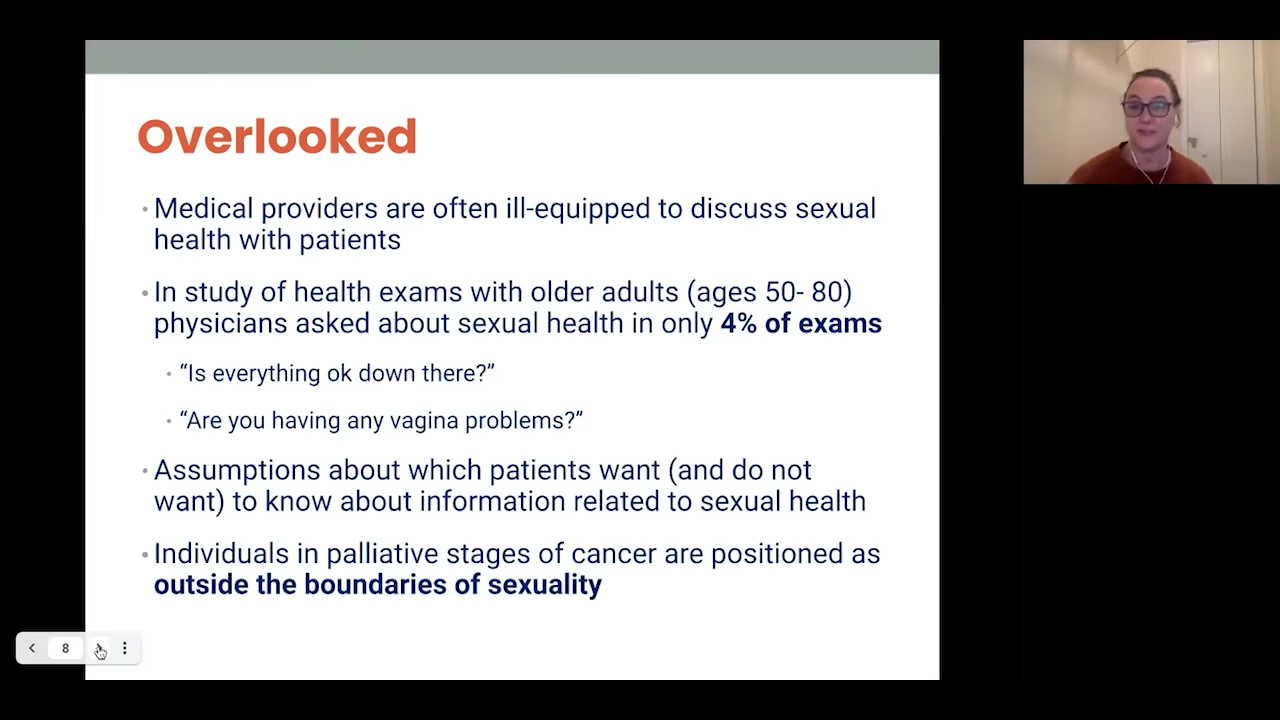 Overlooked
Medical providers are often ill-equipped to discuss sexual
health with patients
In study of health exams with older adults (ages 50- 80)
physicians asked about sexual health in only 4% of exams
“Is everything ok down there?”
“Are you having any vagina problems?”
Assumptions about which patients want (and do not
want) to know about information related to sexual health
Individuals in palliative stages of cancer are positioned as
outside the boundaries of sexuality
8